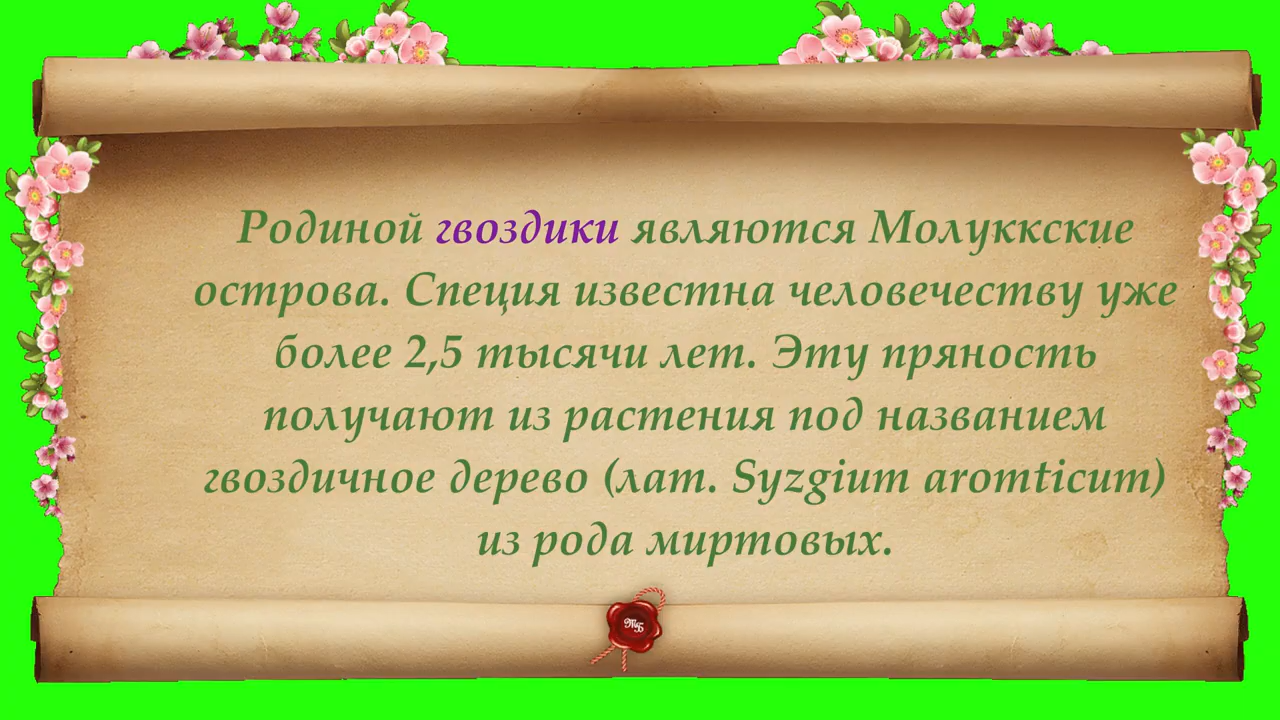 Родиной гвоздики являются Молуккские
острова. Специя известна человечеству уже
более 2,5 тысячи лет. Эту пряность
получают из растения под названием
гвоздичное дерево (лат. Syzgium aromticum)
из рода миртовых.